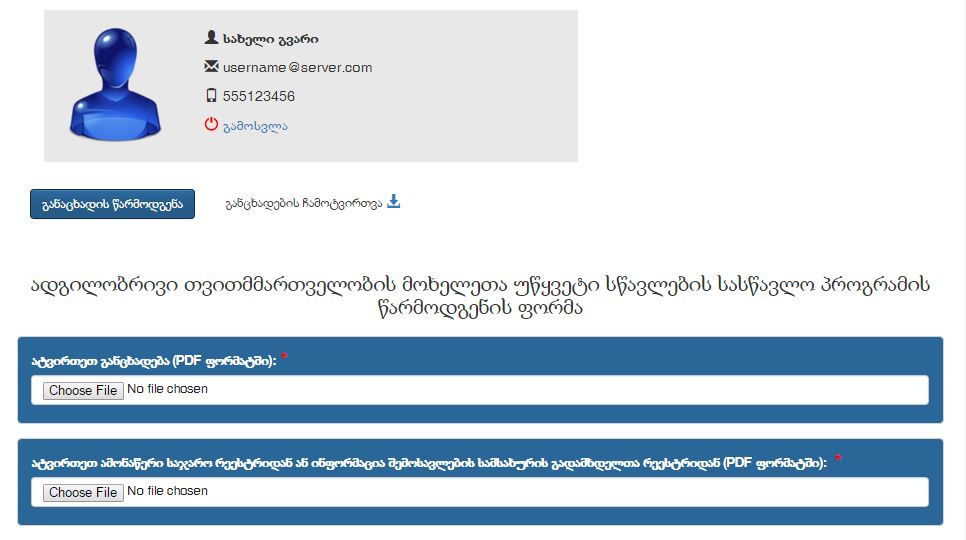 სახელი გვარი
username@server.com
555123456
გამოსვლა
განაცხადის წარმოდგენა
განცხადების ჩამოტვირთვა
ადგილობრივი თვითმმართველობის მოხელეთა უწყვეტი სწავლების სასწავლო პროგრამის
წარმოდგენის ფორმა
ატვირთეთ განცხადება (PDF ფორმატში): *
Choose File No file chosen
ატვირთეთ ამონაწერი საჯარო რეესტრიდან ან ინფორმაცია შემოსავლების სამსახურის გადამხდელთა რეესტრიდან (PDF ფორმატში): *
Choose File No file chosen